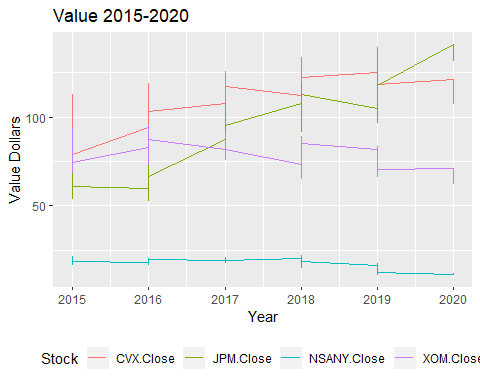 Value 2015-2020
Value Dollars
100
50
2015 2016 2017 2018 2019 2020
Year
Stock CVX.Close JPM.Close NSANY.Close XOM.Close